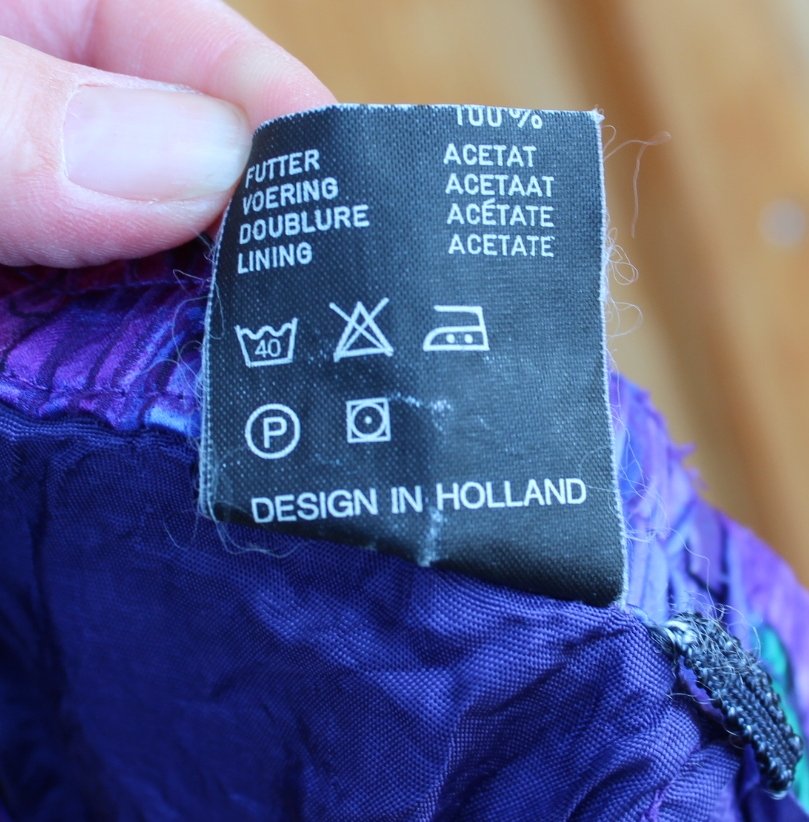 100%
FUTTER ACETAT
VOERING ACETAAT
DOUBLURE ACÉTATE
LINING ACETATE
40
P
DESIGN IN HOLLAND